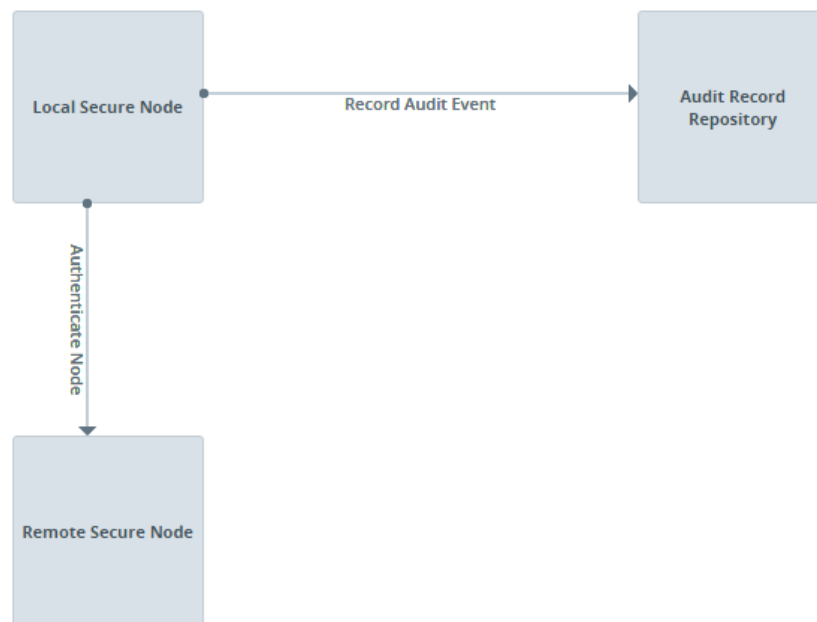 Local Secure Node
Record Audit Event
Audit Record
Repository
Authenticate Node
Remote Secure Node